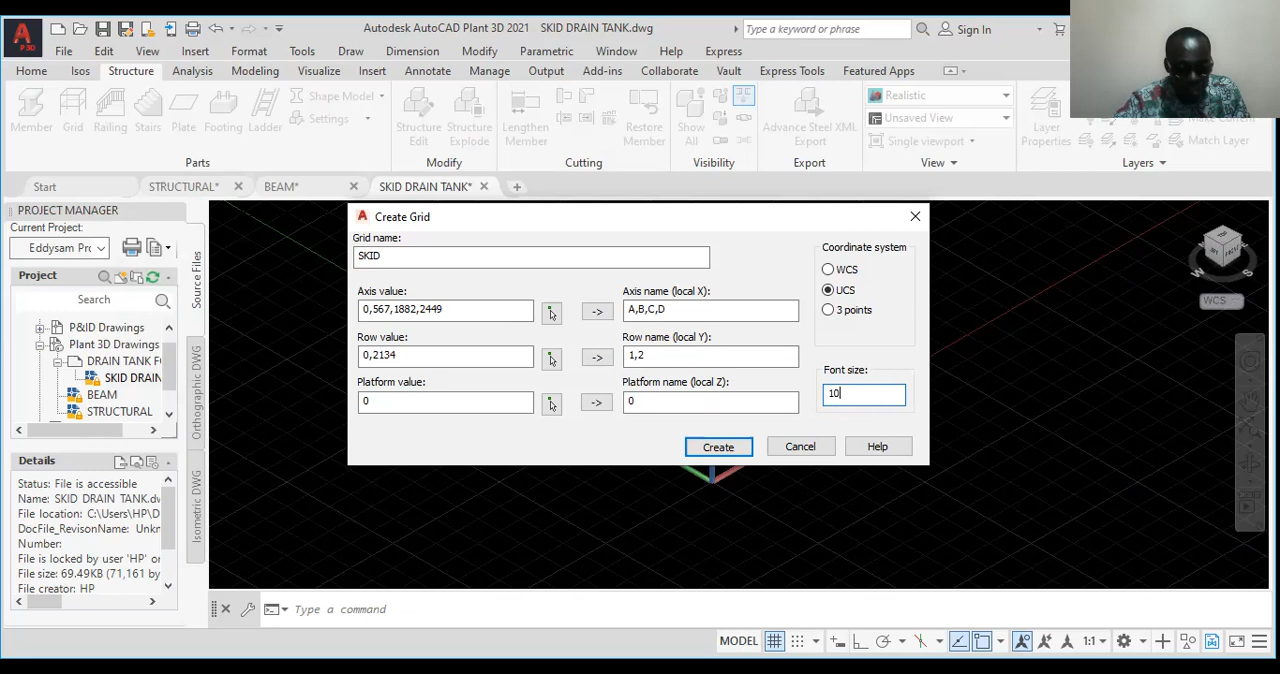 Autodesk AutoCAD Plant 3D 2021 SKID DRAIN TANK.dwg
Type a keyword or phrase
Sign In
P3D
File Edit View Insert Format Tools Draw Dimension Modify Parametric Window Help Express
Home Isos Structure Analysis Modeling Visualize Insert Annotate Manage Output Add-ins Collaborate Vault Express Tools Featured Apps
Member Grid Railing Stairs Plate Footing Ladder
Shape Model
Settings
Structure Edit
Structure Explode
Lengthen Member
Restore Member
Show All
Advance Steel XML Export
Realistic
Unsaved View
Single viewport
Layer Properties
Make Current
Match Layer
Parts Modify Cutting Visibility Export View Layers
Start STRUCTURAL* BEAM* SKID DRAIN TANK*
PROJECT MANAGER
Current Project:
Eddysam Prc
Project
Search
P&ID Drawings
Plant 3D Drawings
DRAIN TANK FO
SKID DRAIN
BEAM
STRUCTURAL
Source Files
Orthographic DWG
Isometric DWG
Details
Status: File is accessible
Name: SKID DRAIN TANK.dw
File location: C:\Users\HP\D
DocFile_RevisonName: Unkn
Number:
File is locked by user 'HP' or
File size: 69.49KB (71,161 by
File creator: HP
Create Grid
Grid name:
SKID
Axis value:
0,567,1882,2449
->
Axis name (local X):
A,B,C,D
Row value:
0,2134
->
Row name (local Y):
1,2
Platform value:
0
->
Platform name (local Z):
0
Coordinate system
WCS
UCS
3 points
Font size:
10
Create Cancel Help
W S
WCS
Type a command
MODEL
1:1